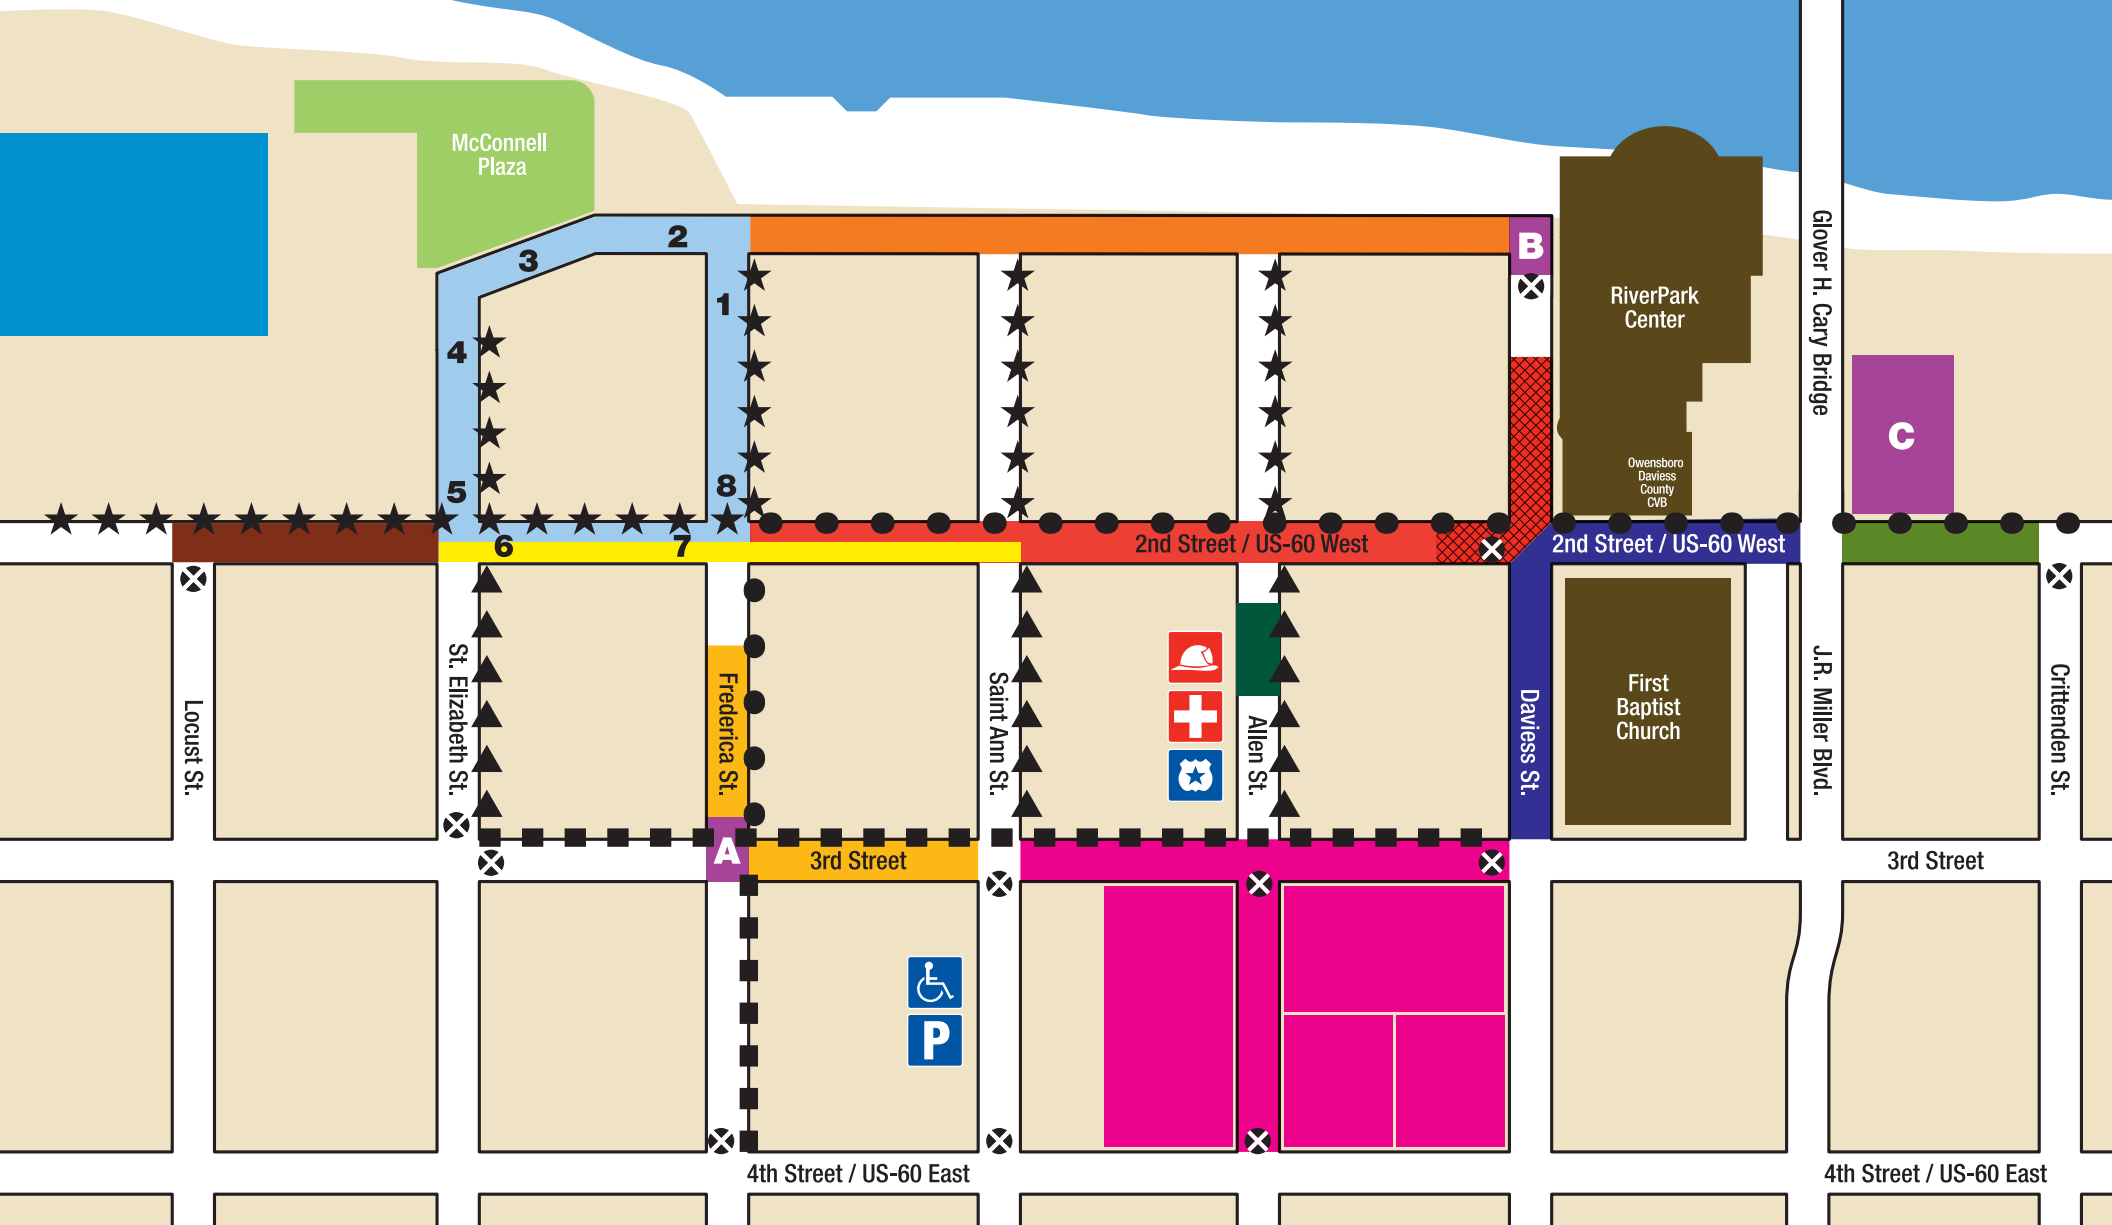 McConnell
Plaza
2
3
1
4
5
8
6
7
B
RiverPark
Center
Owensboro
Daviess
County
CVB
Glover H. Cary Bridge
C
2nd Street / US-60 West
2nd Street / US-60 West
Locust St.
St. Elizabeth St.
Frederica St.
Saint Ann St.
Allen St.
Daviess St.
First
Baptist
Church
J.R. Miller Blvd.
Crittenden St.
A
3rd Street
3rd Street
P
4th Street / US-60 East
4th Street / US-60 East